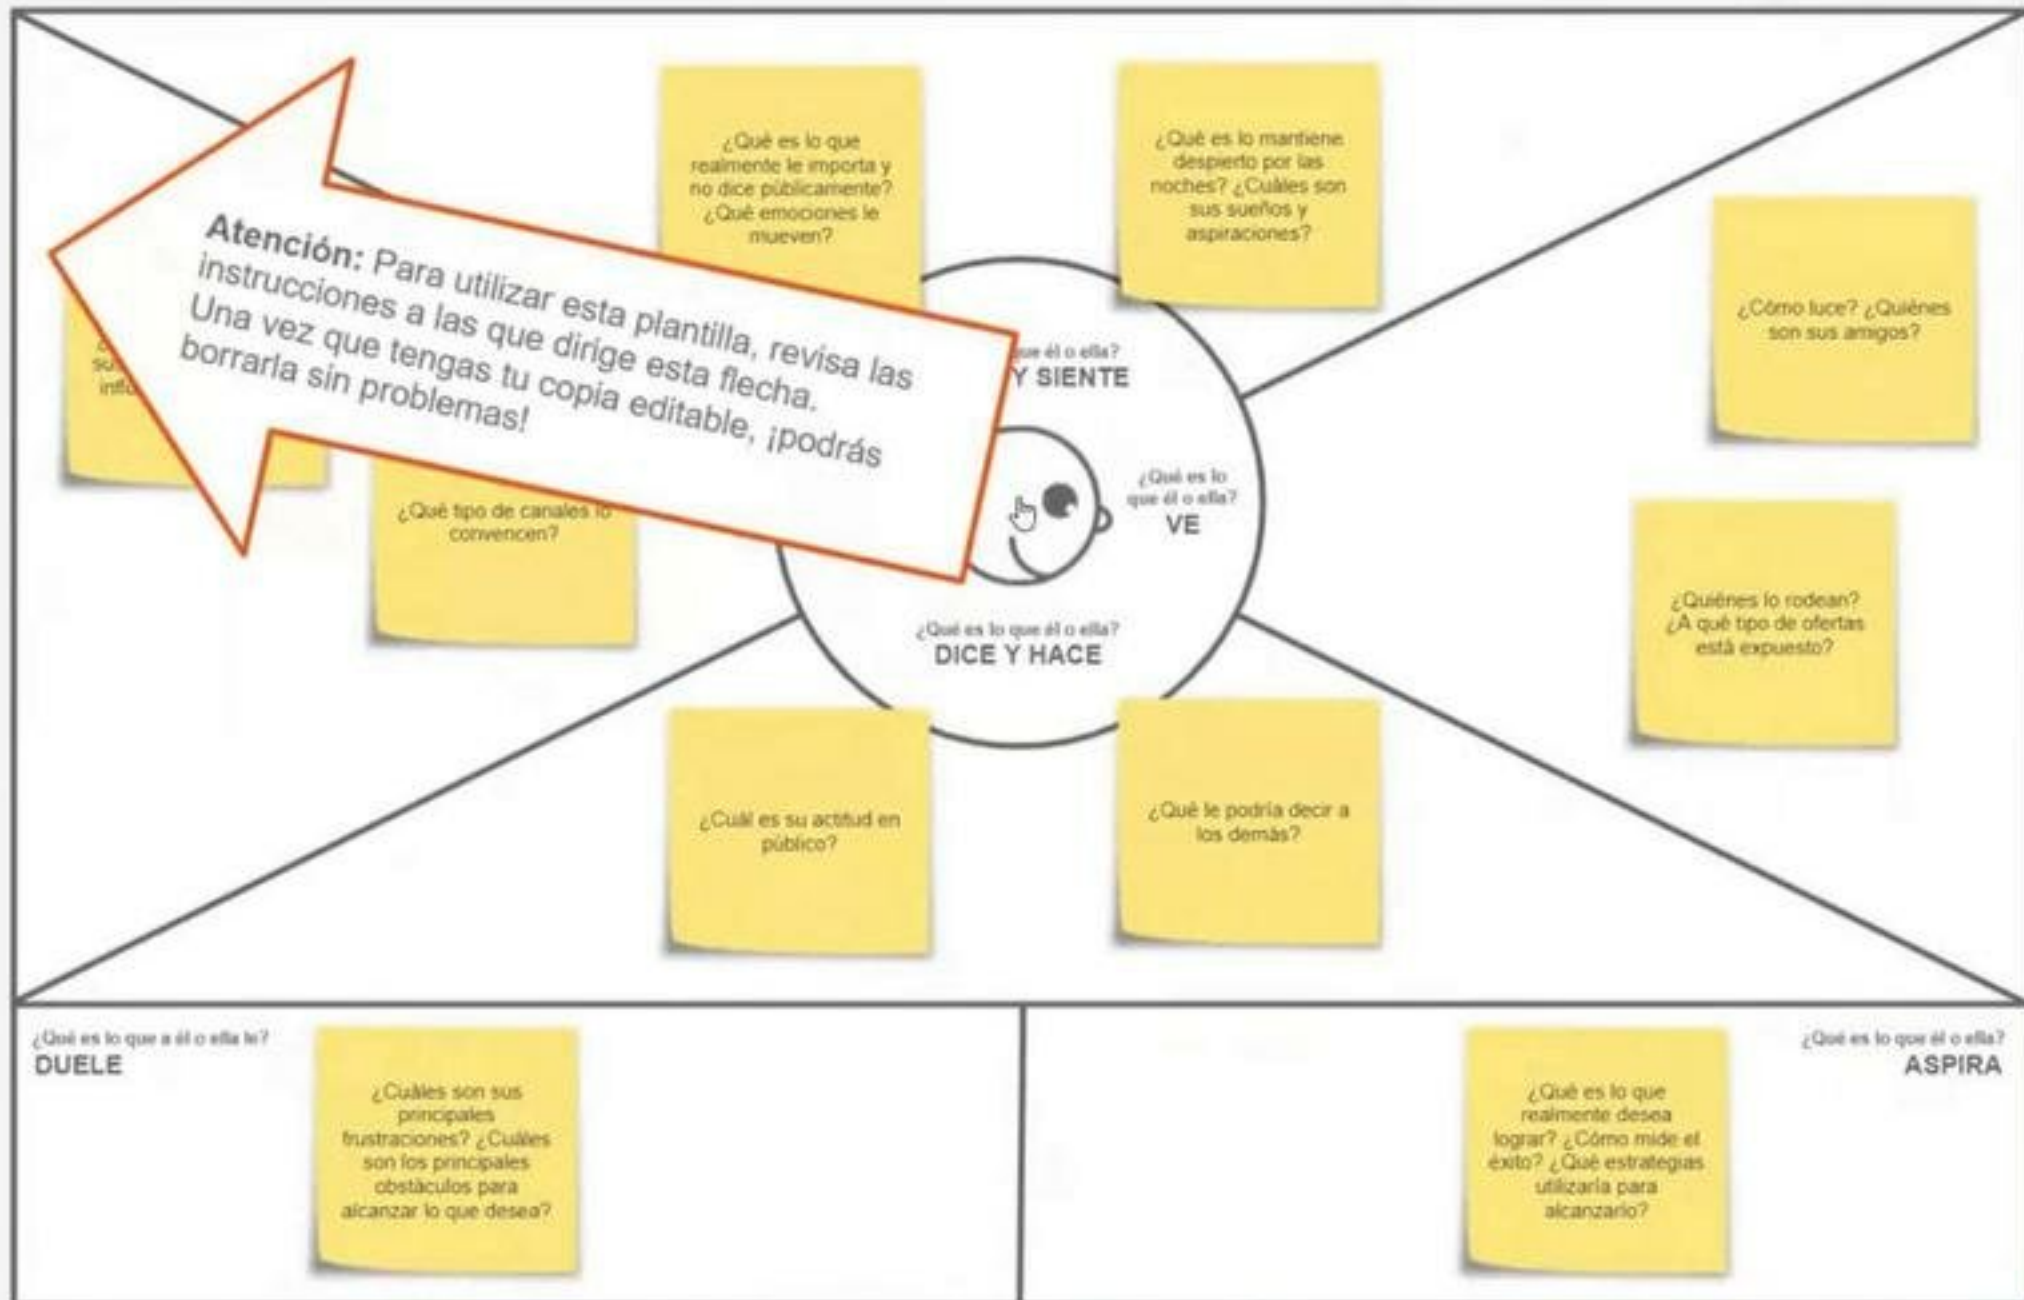 ¿Qué es lo que
realmente le importa y
no dice públicamente?
¿Qué emociones le
mueven?
¿Qué es lo mantiene
despierto por las
noches? ¿Cuáles son
sus sueños y
aspiraciones?
¿Cómo luce? ¿Quiénes
son sus amigos?
Atención: Para utilizar esta plantilla, revisa las
instrucciones a las que dirige esta flecha.
Una vez que tengas tu copia editable, ¡podrás
borrarla sin problemas!
él o ella?
Y SIENTE
¿Qué es lo
que él o ella?
VE
¿Qué tipo de canales lo
convencen?
¿Quiénes lo rodean?
¿A qué tipo de ofertas
está expuesto?
¿Qué es lo que él o ella?
DICE Y HACE
¿Cuál es su actitud en
público?
¿Qué le podría decir a
los demás?
¿Qué es lo que a él o ella le?
DUELE
¿Cuáles son sus
principales
frustraciones? ¿Cuáles
son los principales
obstáculos para
alcanzar lo que desea?
¿Qué es lo que
realmente desea
lograr? ¿Cómo mide el
éxito? ¿Qué estrategias
utilizaría para
alcanzarlo?
¿Qué es lo que él o ella?
ASPIRA